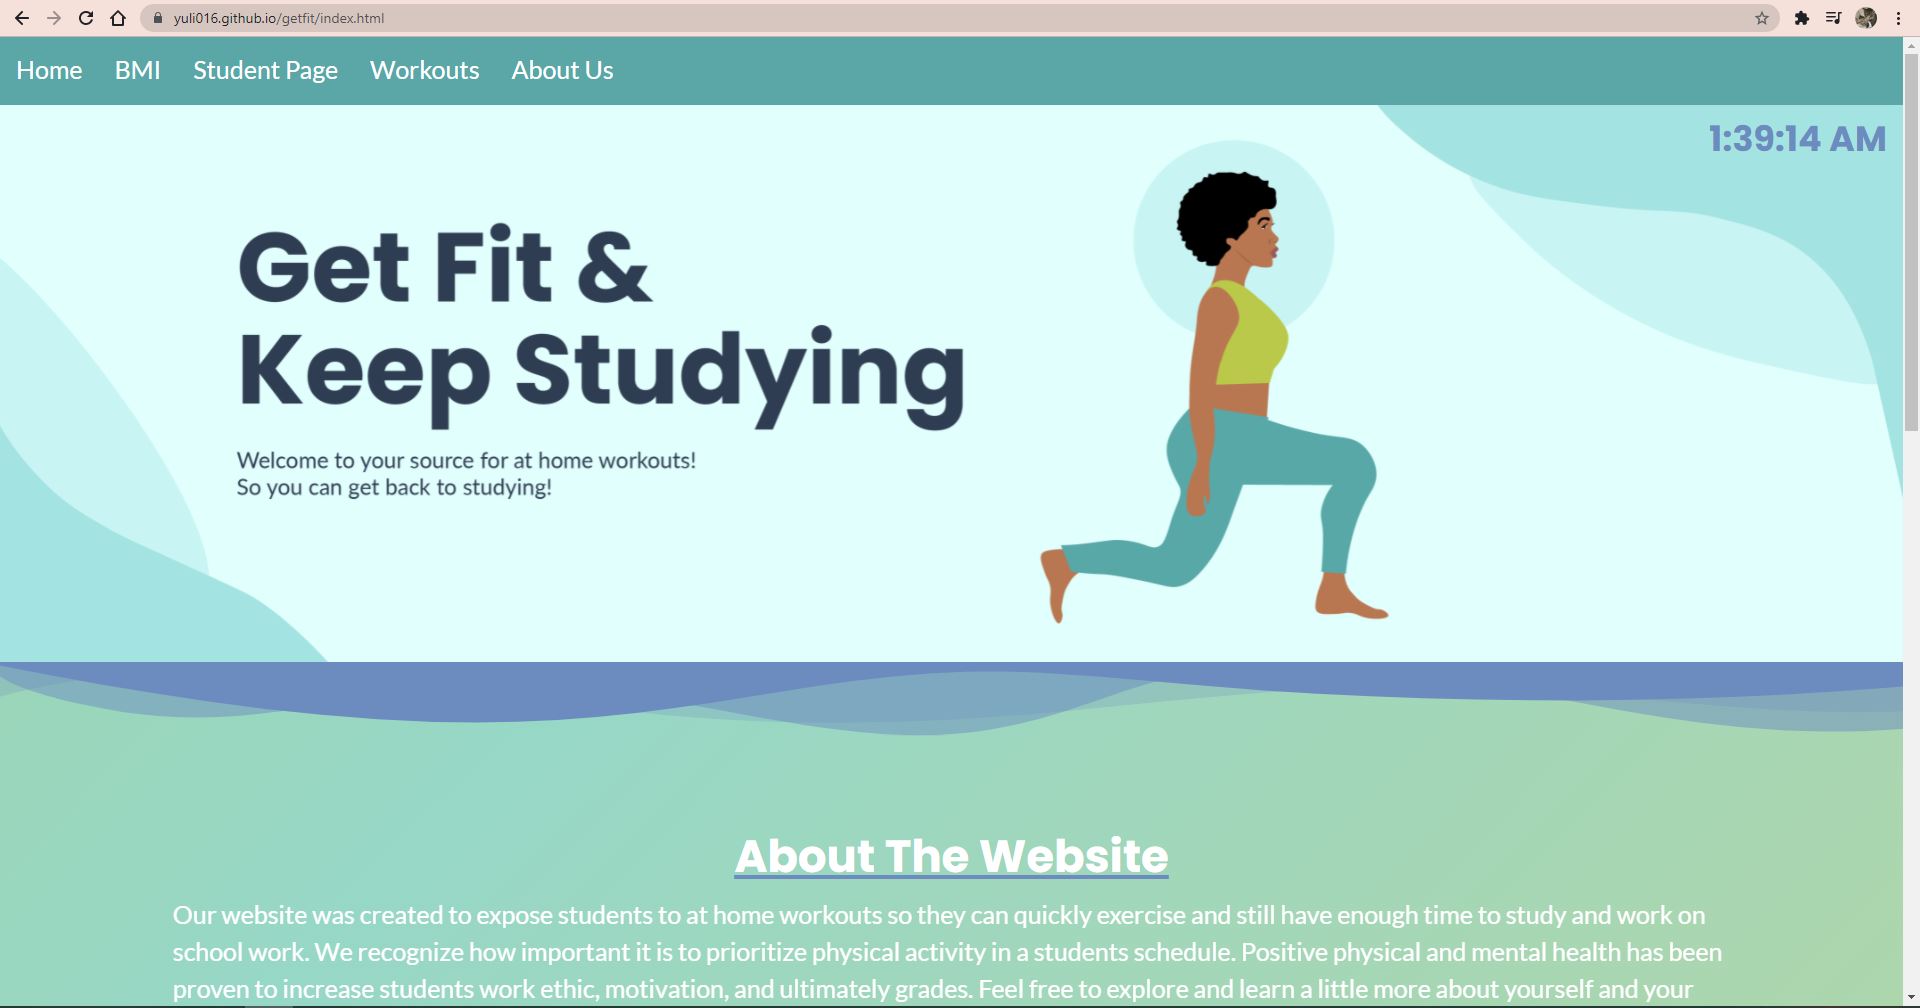 yuli016.github.io/getfit/index.html
Home BMI Student Page Workouts About Us
1:39:14 AM
Get Fit &
Keep Studying
Welcome to your source for at home workouts!
So you can get back to studying!
About The Website
Our website was created to expose students to at home workouts so they can quickly exercise and still have enough time to study and work on
school work. We recognize how important it is to prioritize physical activity in a students schedule. Positive physical and mental health has been
proven to increase students work ethic, motivation, and ultimately grades. Feel free to explore and learn a little more about yourself and your